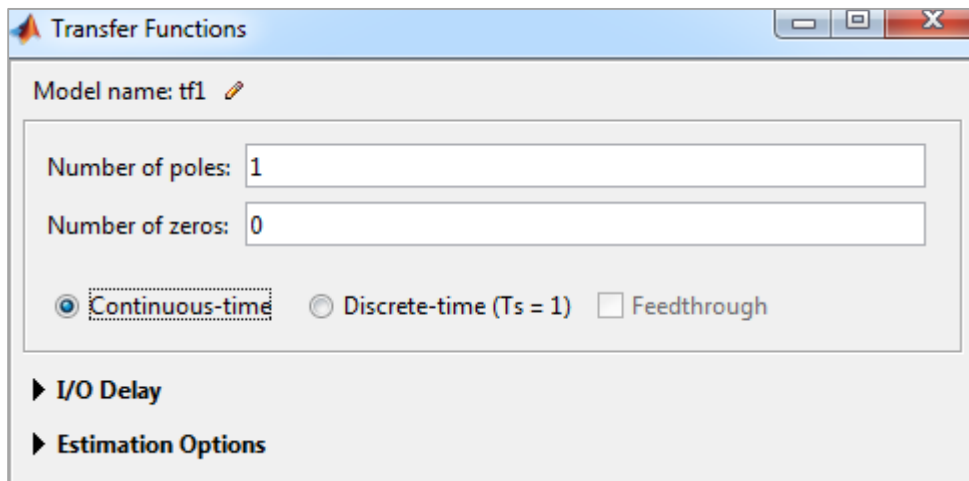 Transfer Functions
Model name: tf1
Number of poles: 1
Number of zeros: 0
Continuous-time Discrete-time (Ts = 1) Feedthrough
I/O Delay
Estimation Options